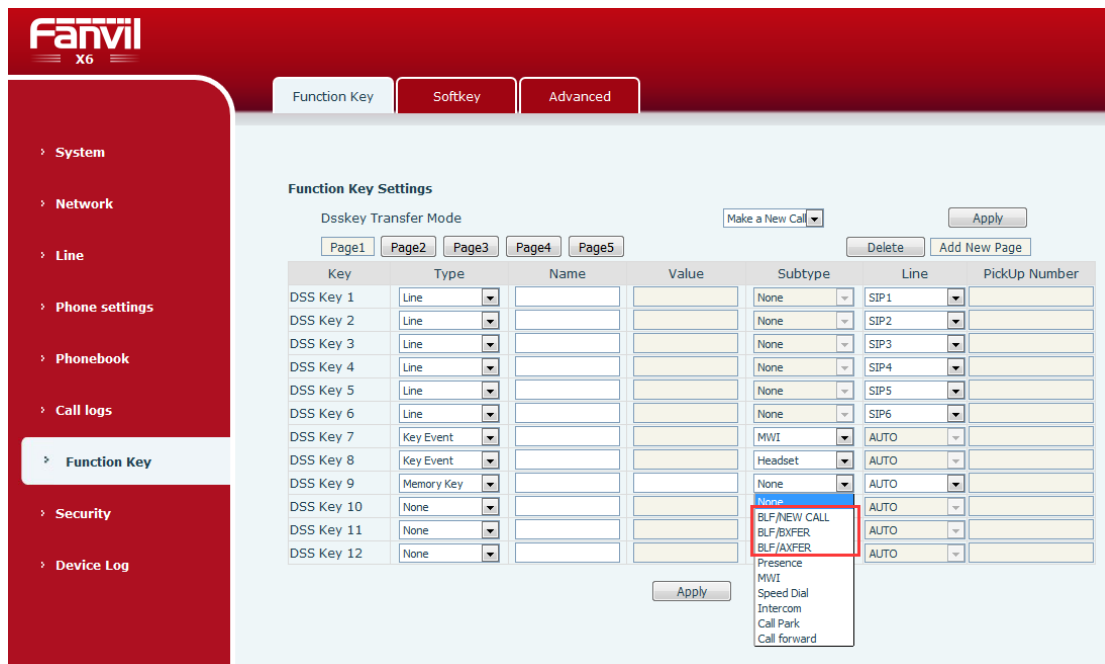 Fanvil
X6
Function Key Softkey Advanced
System
Network
Line
Phone settings
Phonebook
Call logs
Function Key
Security
Device Log
Function Key Settings
Dsskey Transfer Mode Make a New Call Apply
Page1 Page2 Page3 Page4 Page5 Delete Add New Page
Key Type Name Value Subtype Line PickUp Number
DSS Key 1 Line None SIP1
DSS Key 2 Line None SIP2
DSS Key 3 Line None SIP3
DSS Key 4 Line None SIP4
DSS Key 5 Line None SIP5
DSS Key 6 Line None SIP6
DSS Key 7 Key Event MWI AUTO
DSS Key 8 Key Event Headset AUTO
DSS Key 9 Memory Key None AUTO
DSS Key 10 None AUTO
DSS Key 11 None AUTO
DSS Key 12 None AUTO
None
BLF/NEW CALL
BLF/BXFER
BLF/AXFER
Presence
MWI
Speed Dial
Intercom
Call Park
Call forward
Apply